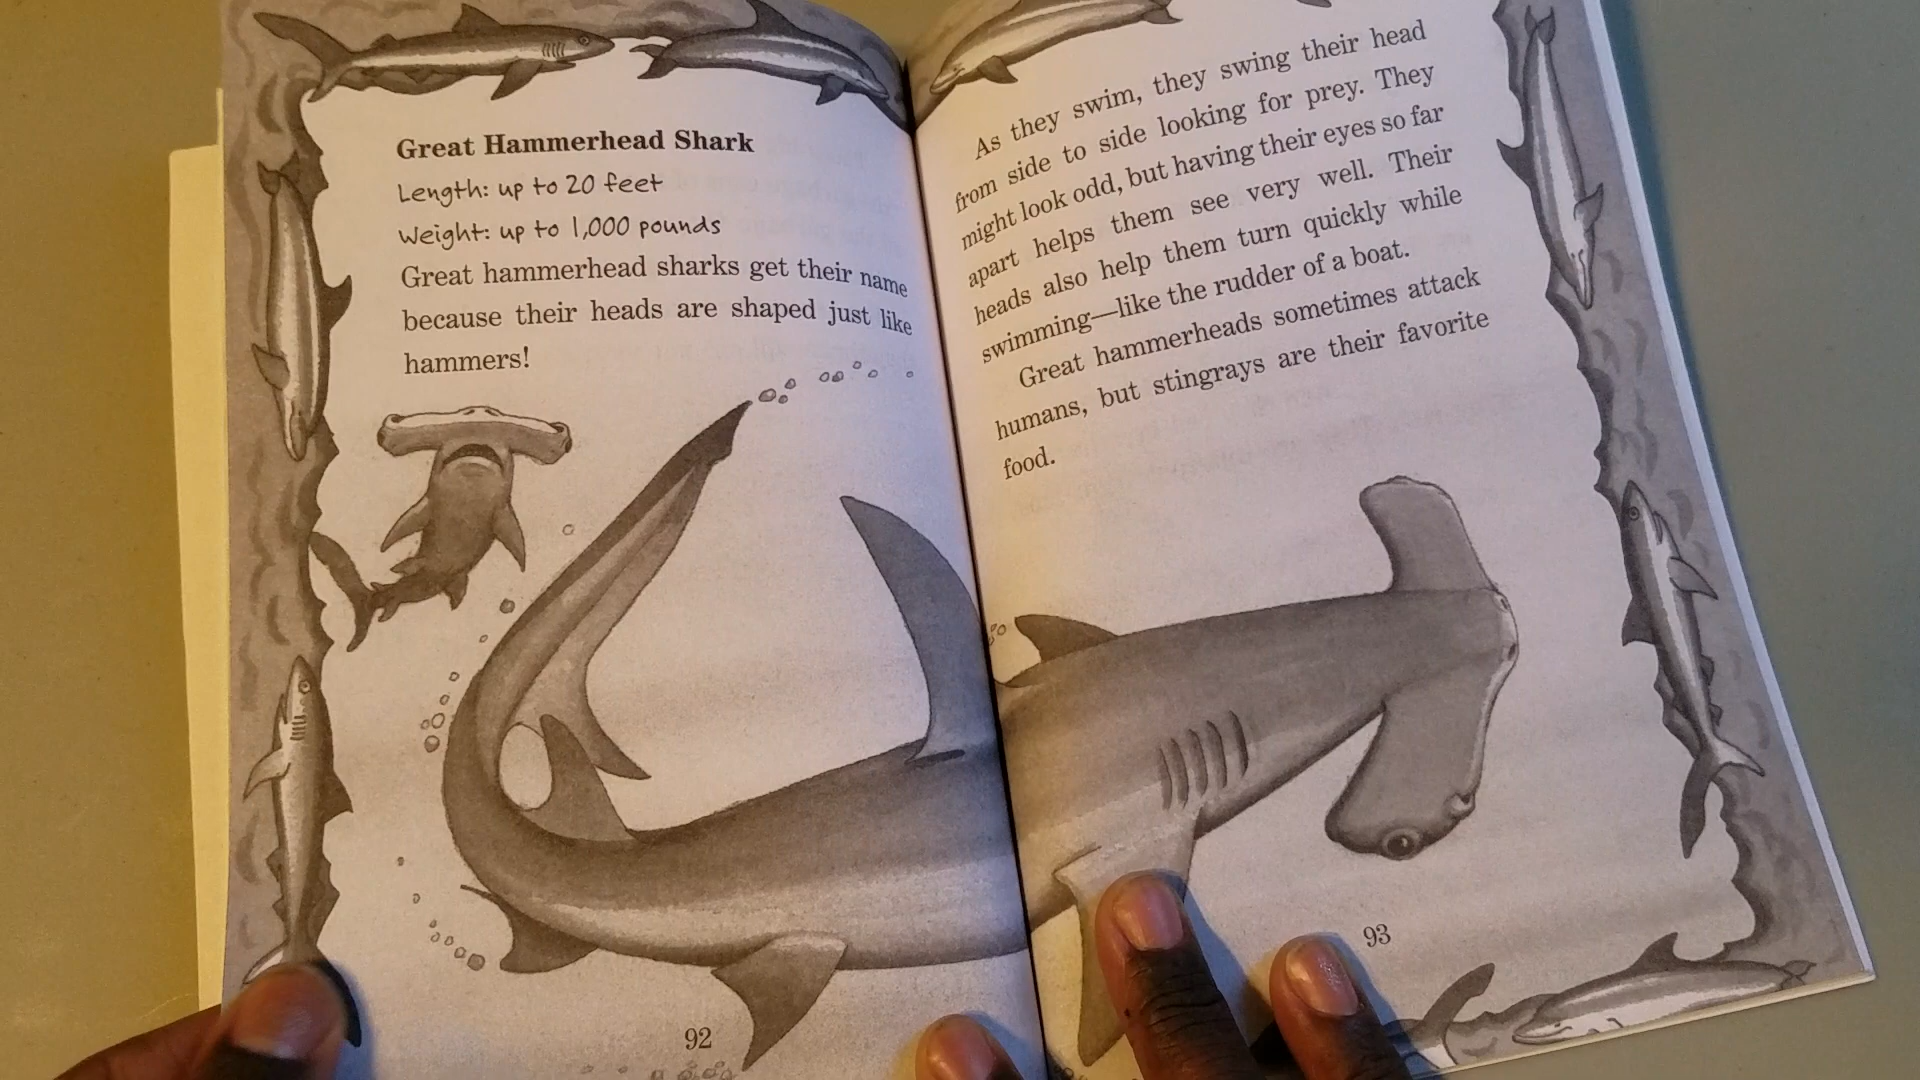 Great Hammerhead Shark
Length: up to 20 feet
Weight: up to 1,000 pounds
Great hammerhead sharks get their name
because their heads are shaped just like
hammers!
92
As they swim, they swing their head
from side to side looking for prey. They
might look odd, but having their eyes so far
apart helps them see very well. Their
heads also help them turn quickly while
swimming—like the rudder of a boat.
Great hammerheads sometimes attack
humans, but stingrays are their favorite
food.
93